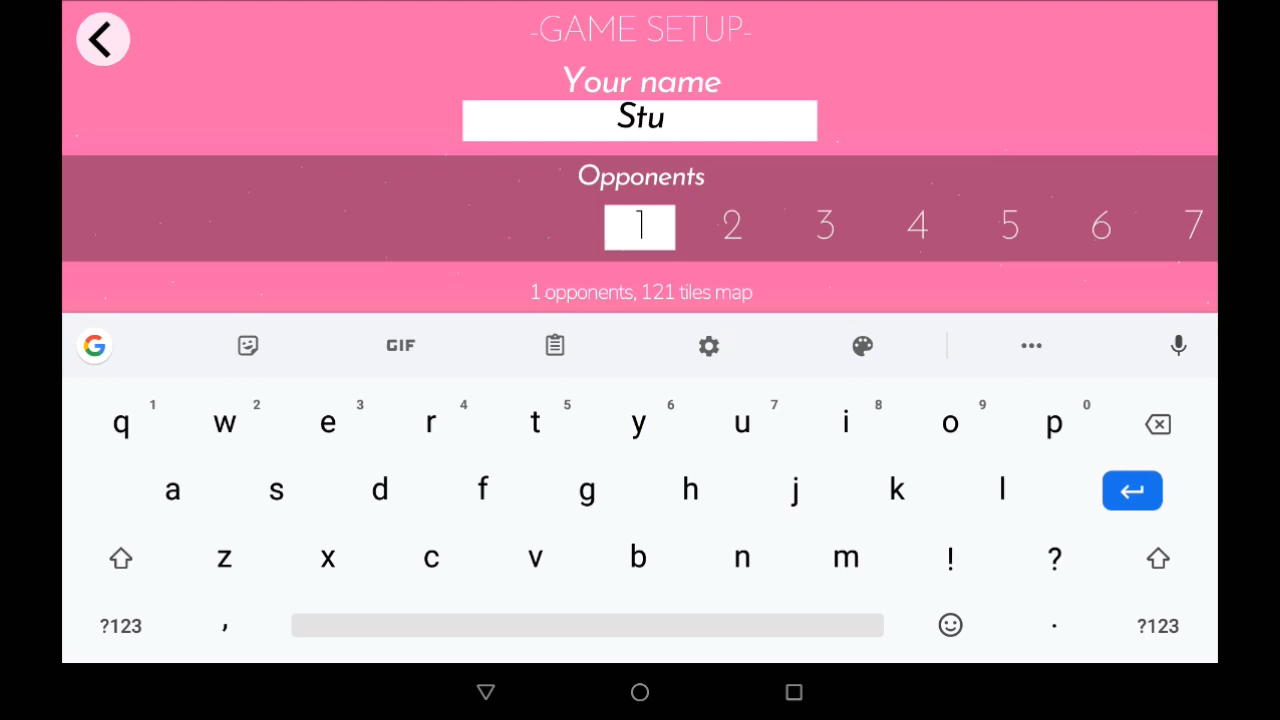 -GAME SETUP-
Your name
Stu
Opponents
1 2 3 4 5 6 7
1 opponents, 121 tiles map
G GIF
1 2 3 4 5 6 7 8 9 0
q w e r t y u i o p
a s d f g h j k l
z x c v b n m ! ?
?123 , . ?123